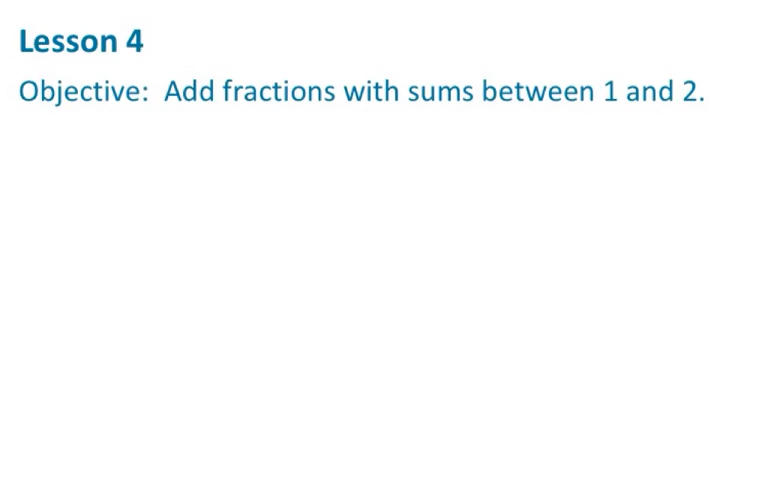 Lesson 4
Objective:  Add fractions with sums between 1 and 2.